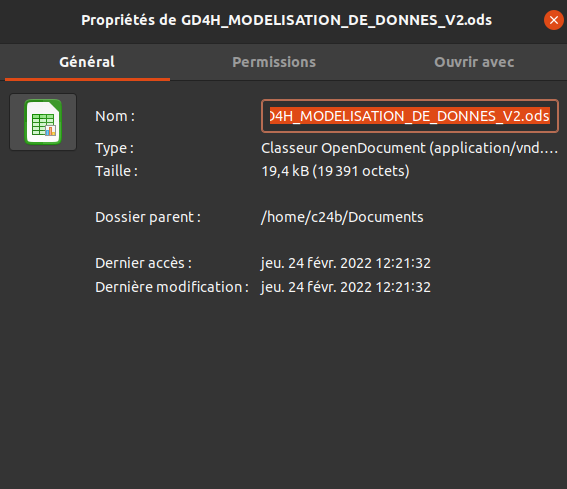 Propriétés de GD4H_MODELISATION_DE_DONNES_V2.ods
Général Permissions Ouvrir avec
Nom : D4H_MODELISATION_DE_DONNES_V2.ods
Type : Classeur OpenDocument (application/vnd.…
Taille : 19,4 kB (19 391 octets)
Dossier parent : /home/c24b/Documents
Dernier accès : jeu. 24 févr. 2022 12:21:32
Dernière modification : jeu. 24 févr. 2022 12:21:32